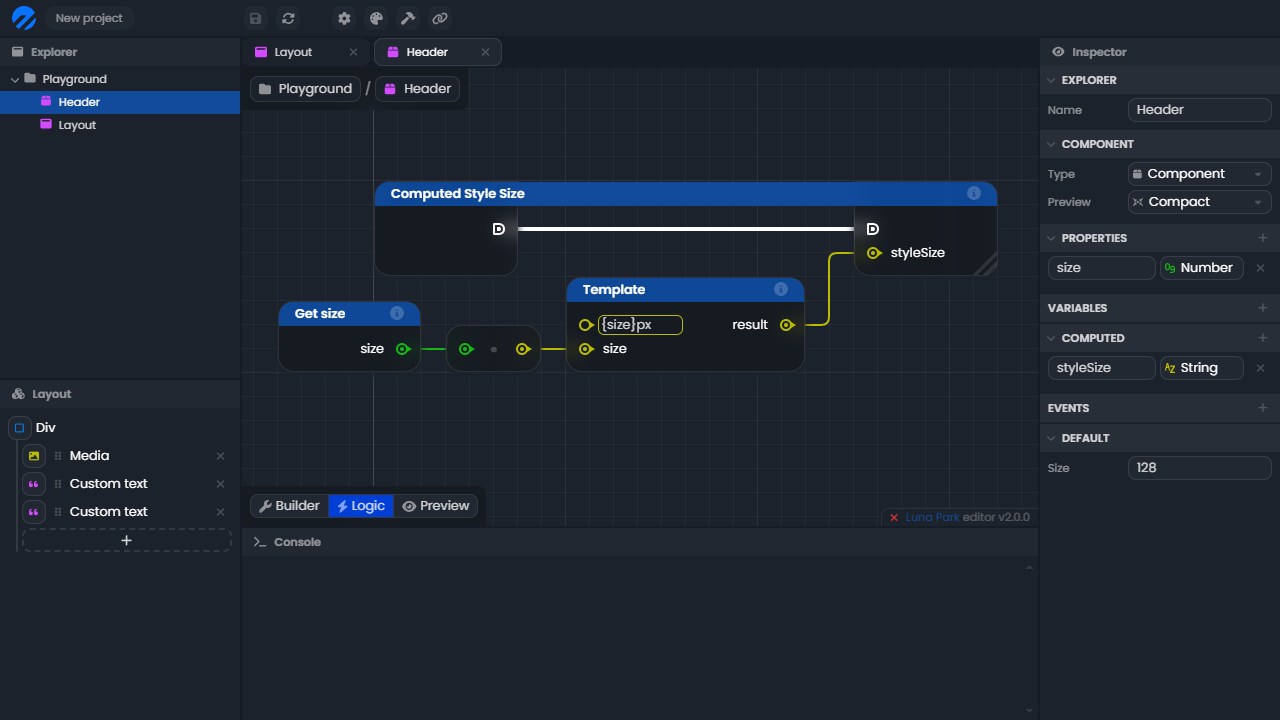 New project
Explorer
Playground
Header
Layout
Layout
Div
Media
Custom text
Custom text
+
Layout
Header
Playground / Header
Computed Style Size
styleSize
Template
{size}px
result
size
Get size
size
Builder
Logic
Preview
Luna Park editor v2.0.0
Console
Inspector
EXPLORER
Name Header
COMPONENT
Type Component
Preview Compact
PROPERTIES
size Number
VARIABLES
COMPUTED
styleSize AZ String
EVENTS
DEFAULT
Size 128